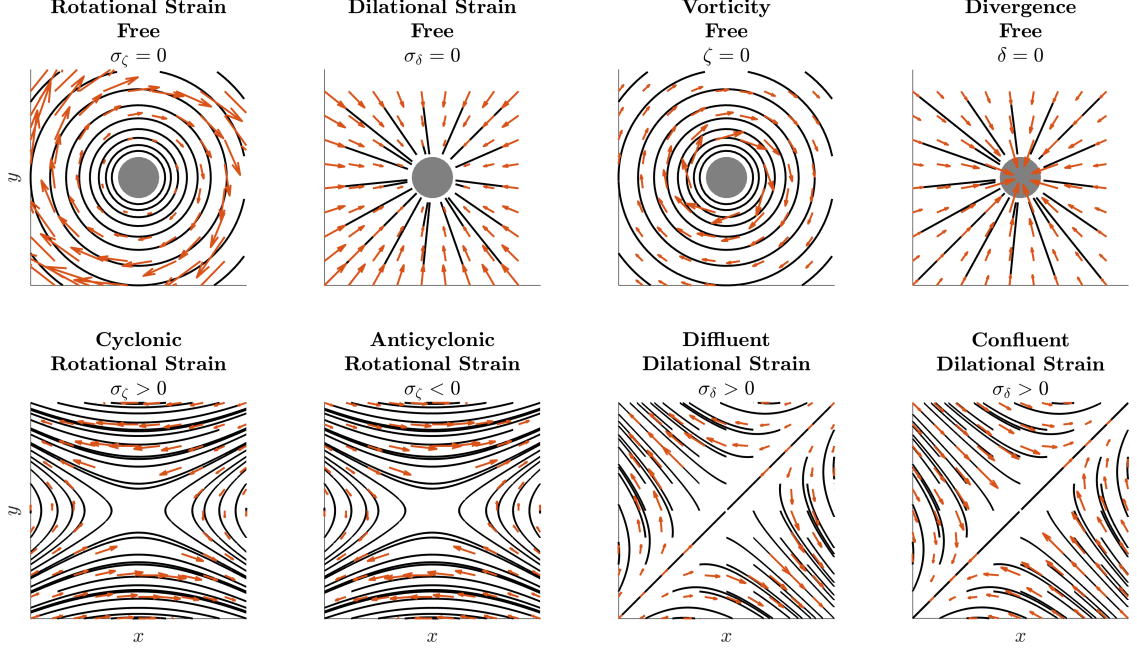 Rotational Strain
Free
σ_ζ = 0
Dilational Strain
Free
σ_δ = 0
Vorticity
Free
ζ = 0
Divergence
Free
δ = 0
y
Cyclonic
Rotational Strain
σ_ζ > 0
Anticyclonic
Rotational Strain
σ_ζ < 0
Diffluent
Dilational Strain
σ_δ > 0
Confluent
Dilational Strain
σ_δ > 0
y
x
x
x
x